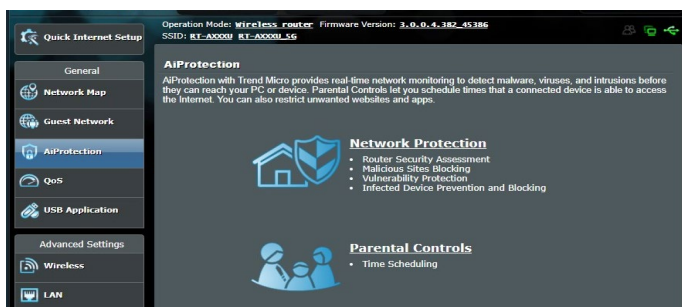 Operation Mode: Wireless router Firmware Version: 3.0.0.4.382_45386
SSID: RT-AXXXU RT-AXXXU_5G
Quick Internet Setup
General
Network Map
Guest Network
AiProtection
QoS
USB Application
Advanced Settings
Wireless
LAN
AiProtection
AiProtection with Trend Micro provides real-time network monitoring to detect malware, viruses, and intrusions before
they can reach your PC or device. Parental Controls let you schedule times that a connected device is able to access
the Internet. You can also restrict unwanted websites and apps.
Network Protection
• Router Security Assessment
• Malicious Sites Blocking
• Vulnerability Protection
• Infected Device Prevention and Blocking
Parental Controls
• Time Scheduling